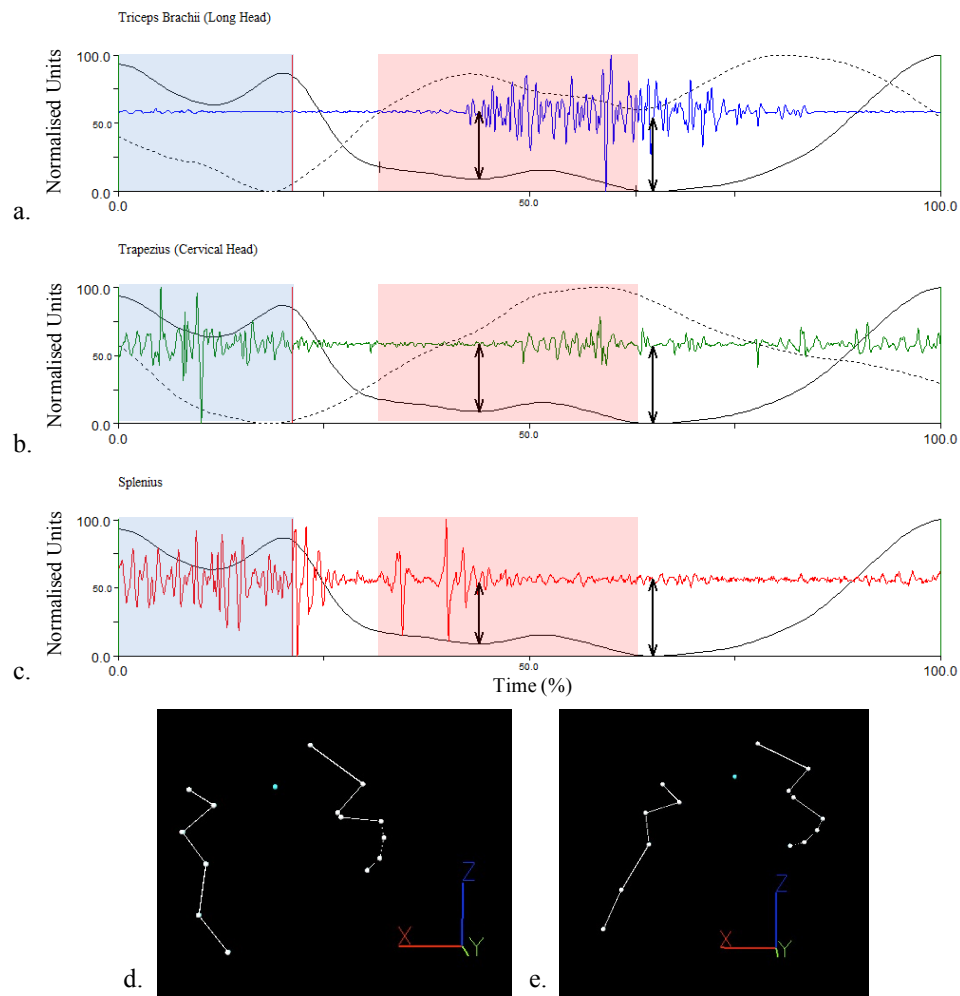 Triceps Brachii (Long Head)
Normalised Units
100.0
50.0
0.0
0.0
50.0
100.0
a.
Trapezius (Cervical Head)
Normalised Units
100.0
50.0
0.0
0.0
50.0
100.0
b.
Splenius
Normalised Units
100.0
50.0
0.0
0.0
50.0
100.0
c.
Time (%)
Z
X
Y
d.
Z
X
Y
e.